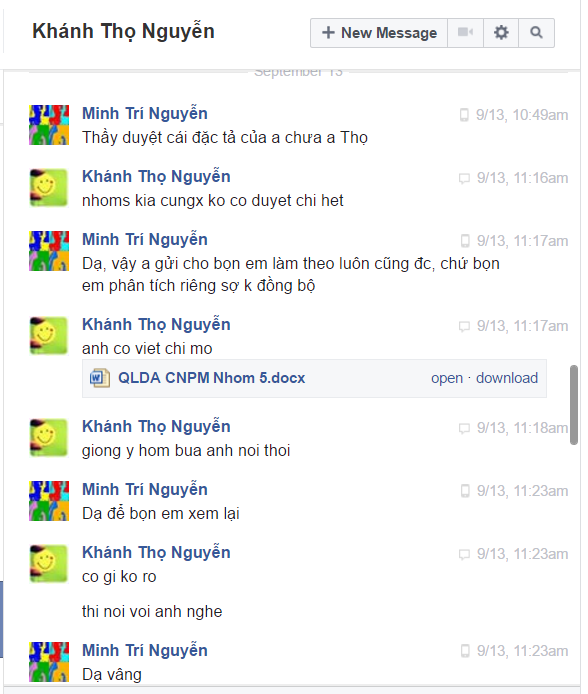 Khánh Thọ Nguyễn
New Message
September 13
Minh Trí Nguyễn
9/13, 10:49am
Thầy duyệt cái đặc tả của a chưa a Thọ
Khánh Thọ Nguyễn
9/13, 11:16am
nhoms kia cungx ko co duyet chi het
Minh Trí Nguyễn
9/13, 11:17am
Dạ, vậy a gửi cho bọn em làm theo luôn cũng đc, chứ bọn
em phân tích riêng sợ k đồng bộ
Khánh Thọ Nguyễn
9/13, 11:17am
anh co viet chi mo
QLDA CNPM Nhom 5.docx
open · download
Khánh Thọ Nguyễn
9/13, 11:18am
giong y hom bua anh noi thoi
Minh Trí Nguyễn
9/13, 11:23am
Dạ để bọn em xem lại
Khánh Thọ Nguyễn
9/13, 11:23am
co gi ko ro
thi noi voi anh nghe
Minh Trí Nguyễn
9/13, 11:23am
Dạ vâng